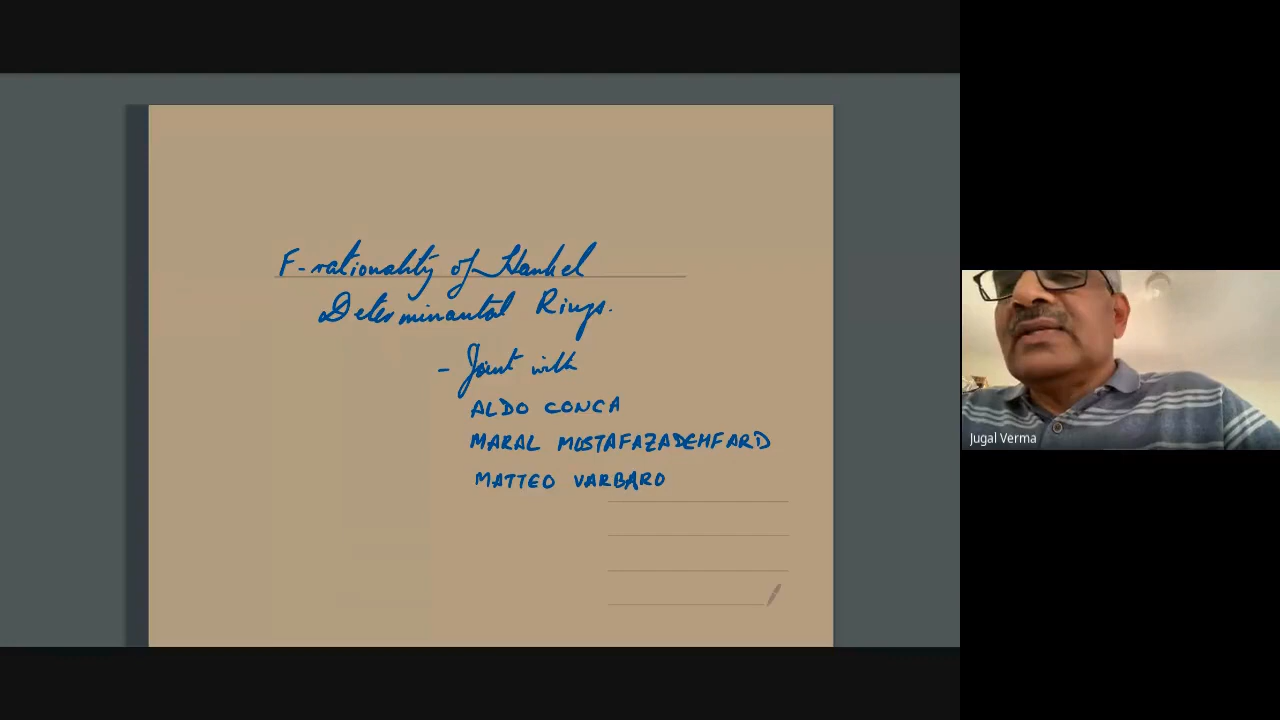 F-rationality of Hankel
Determinantal Rings.
- Joint with
ALDO CONCA
MARAL MOSTAFAZADEHFARD
MATTEO VARBARO
Jugal Verma